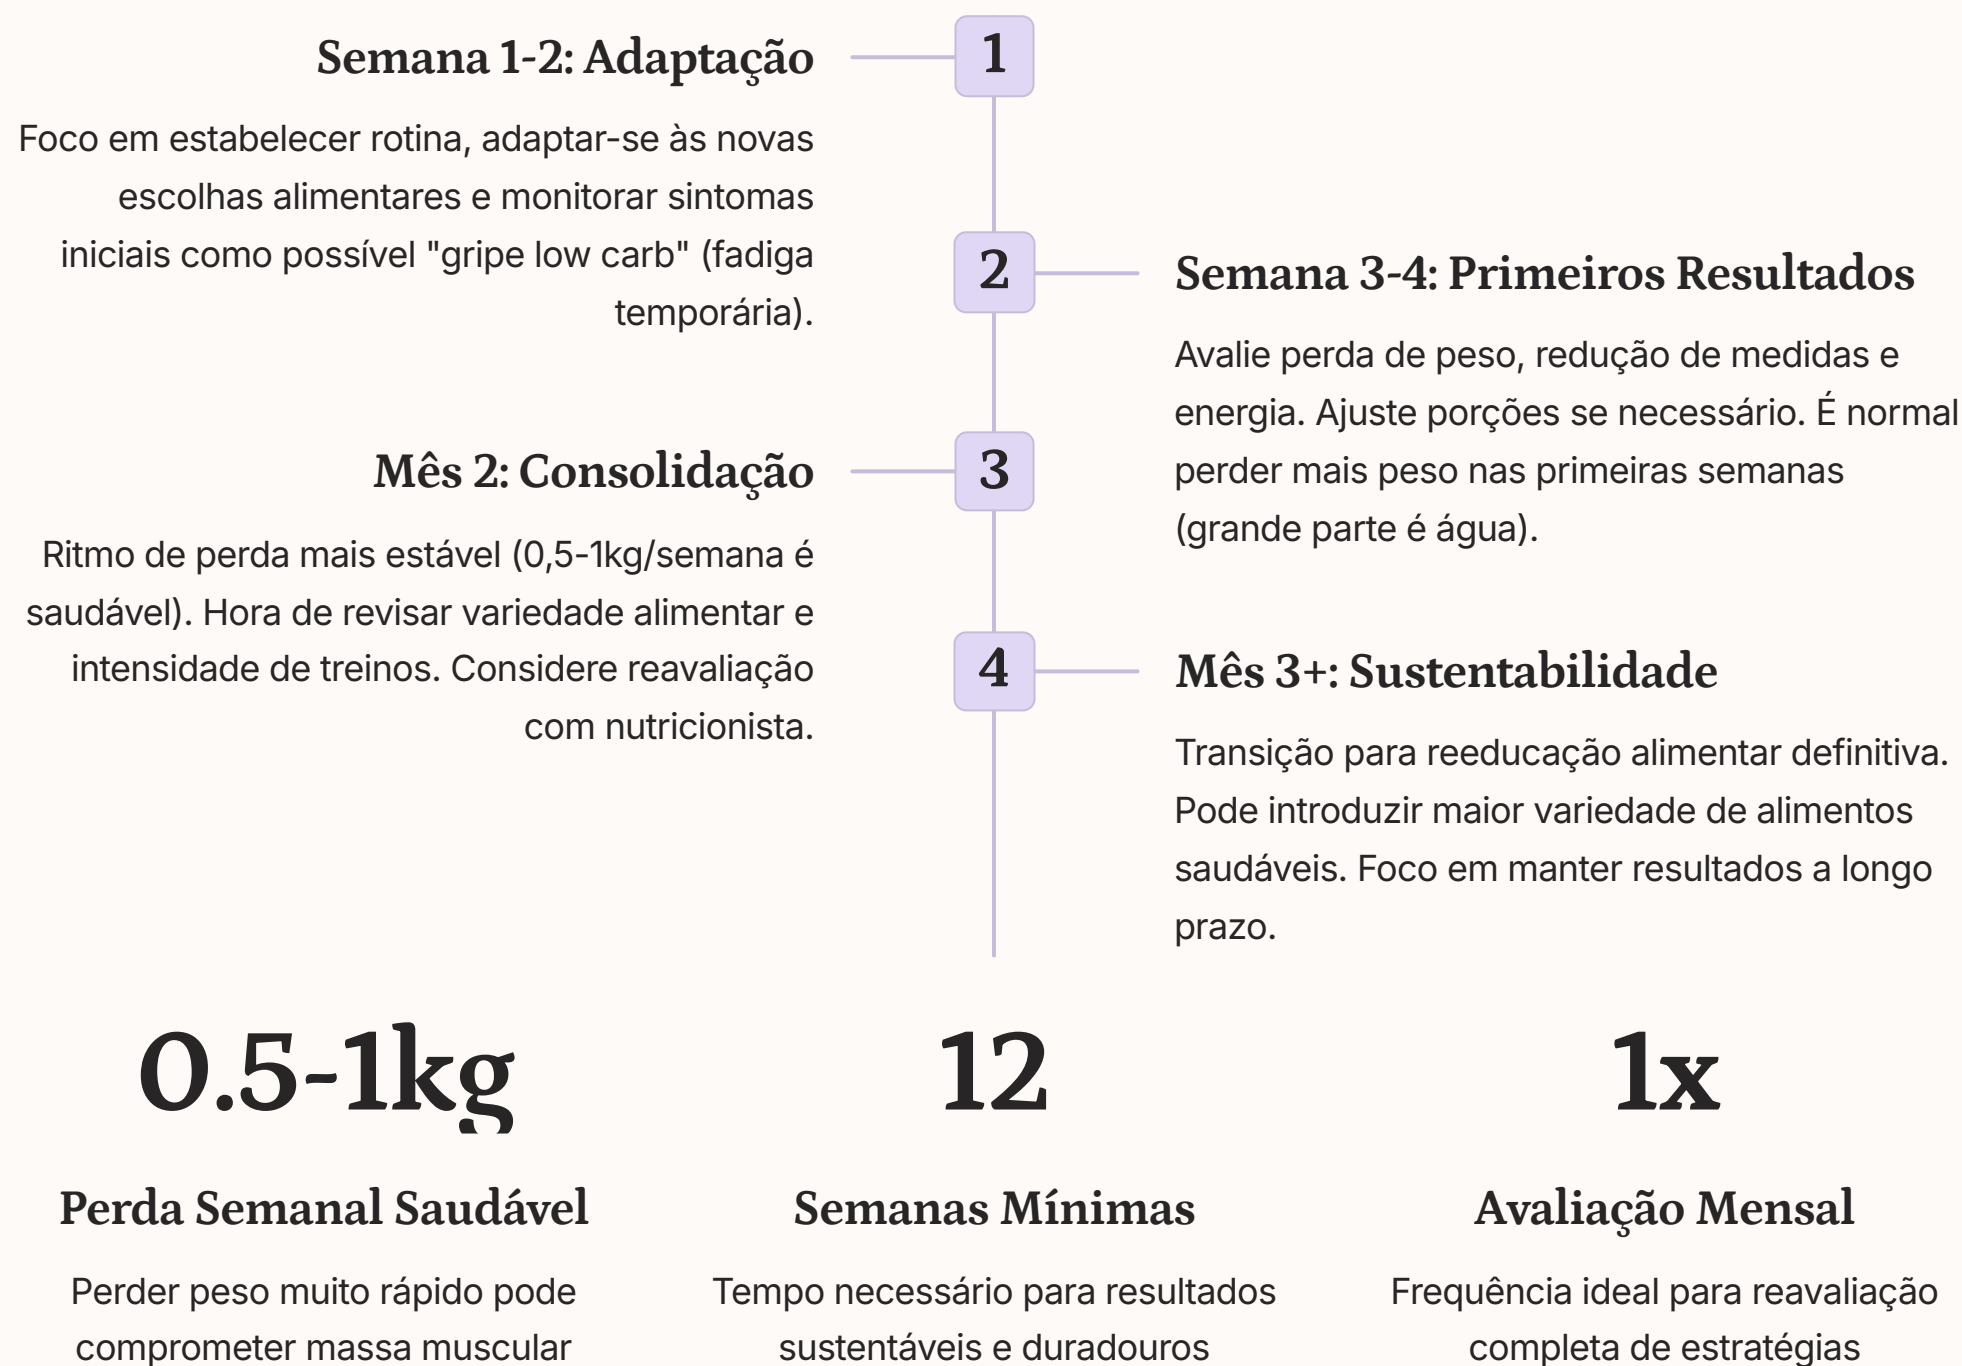 1
Semana 1-2: Adaptação
Foco em estabelecer rotina, adaptar-se às novas
escolhas alimentares e monitorar sintomas
iniciais como possível "gripe low carb" (fadiga
temporária).
2
Semana 3-4: Primeiros Resultados
Avalie perda de peso, redução de medidas e
energia. Ajuste porções se necessário. É normal
perder mais peso nas primeiras semanas
(grande parte é água).
3
Mês 2: Consolidação
Ritmo de perda mais estável (0,5-1kg/semana é
saudável). Hora de revisar variedade alimentar e
intensidade de treinos. Considere reavaliação
com nutricionista.
4
Mês 3+: Sustentabilidade
Transição para reeducação alimentar definitiva.
Pode introduzir maior variedade de alimentos
saudáveis. Foco em manter resultados a longo
prazo.
0.5-1kg
Perda Semanal Saudável
Perder peso muito rápido pode
comprometer massa muscular
12
Semanas Mínimas
Tempo necessário para resultados
sustentáveis e duradouros
1x
Avaliação Mensal
Frequência ideal para reavaliação
completa de estratégias